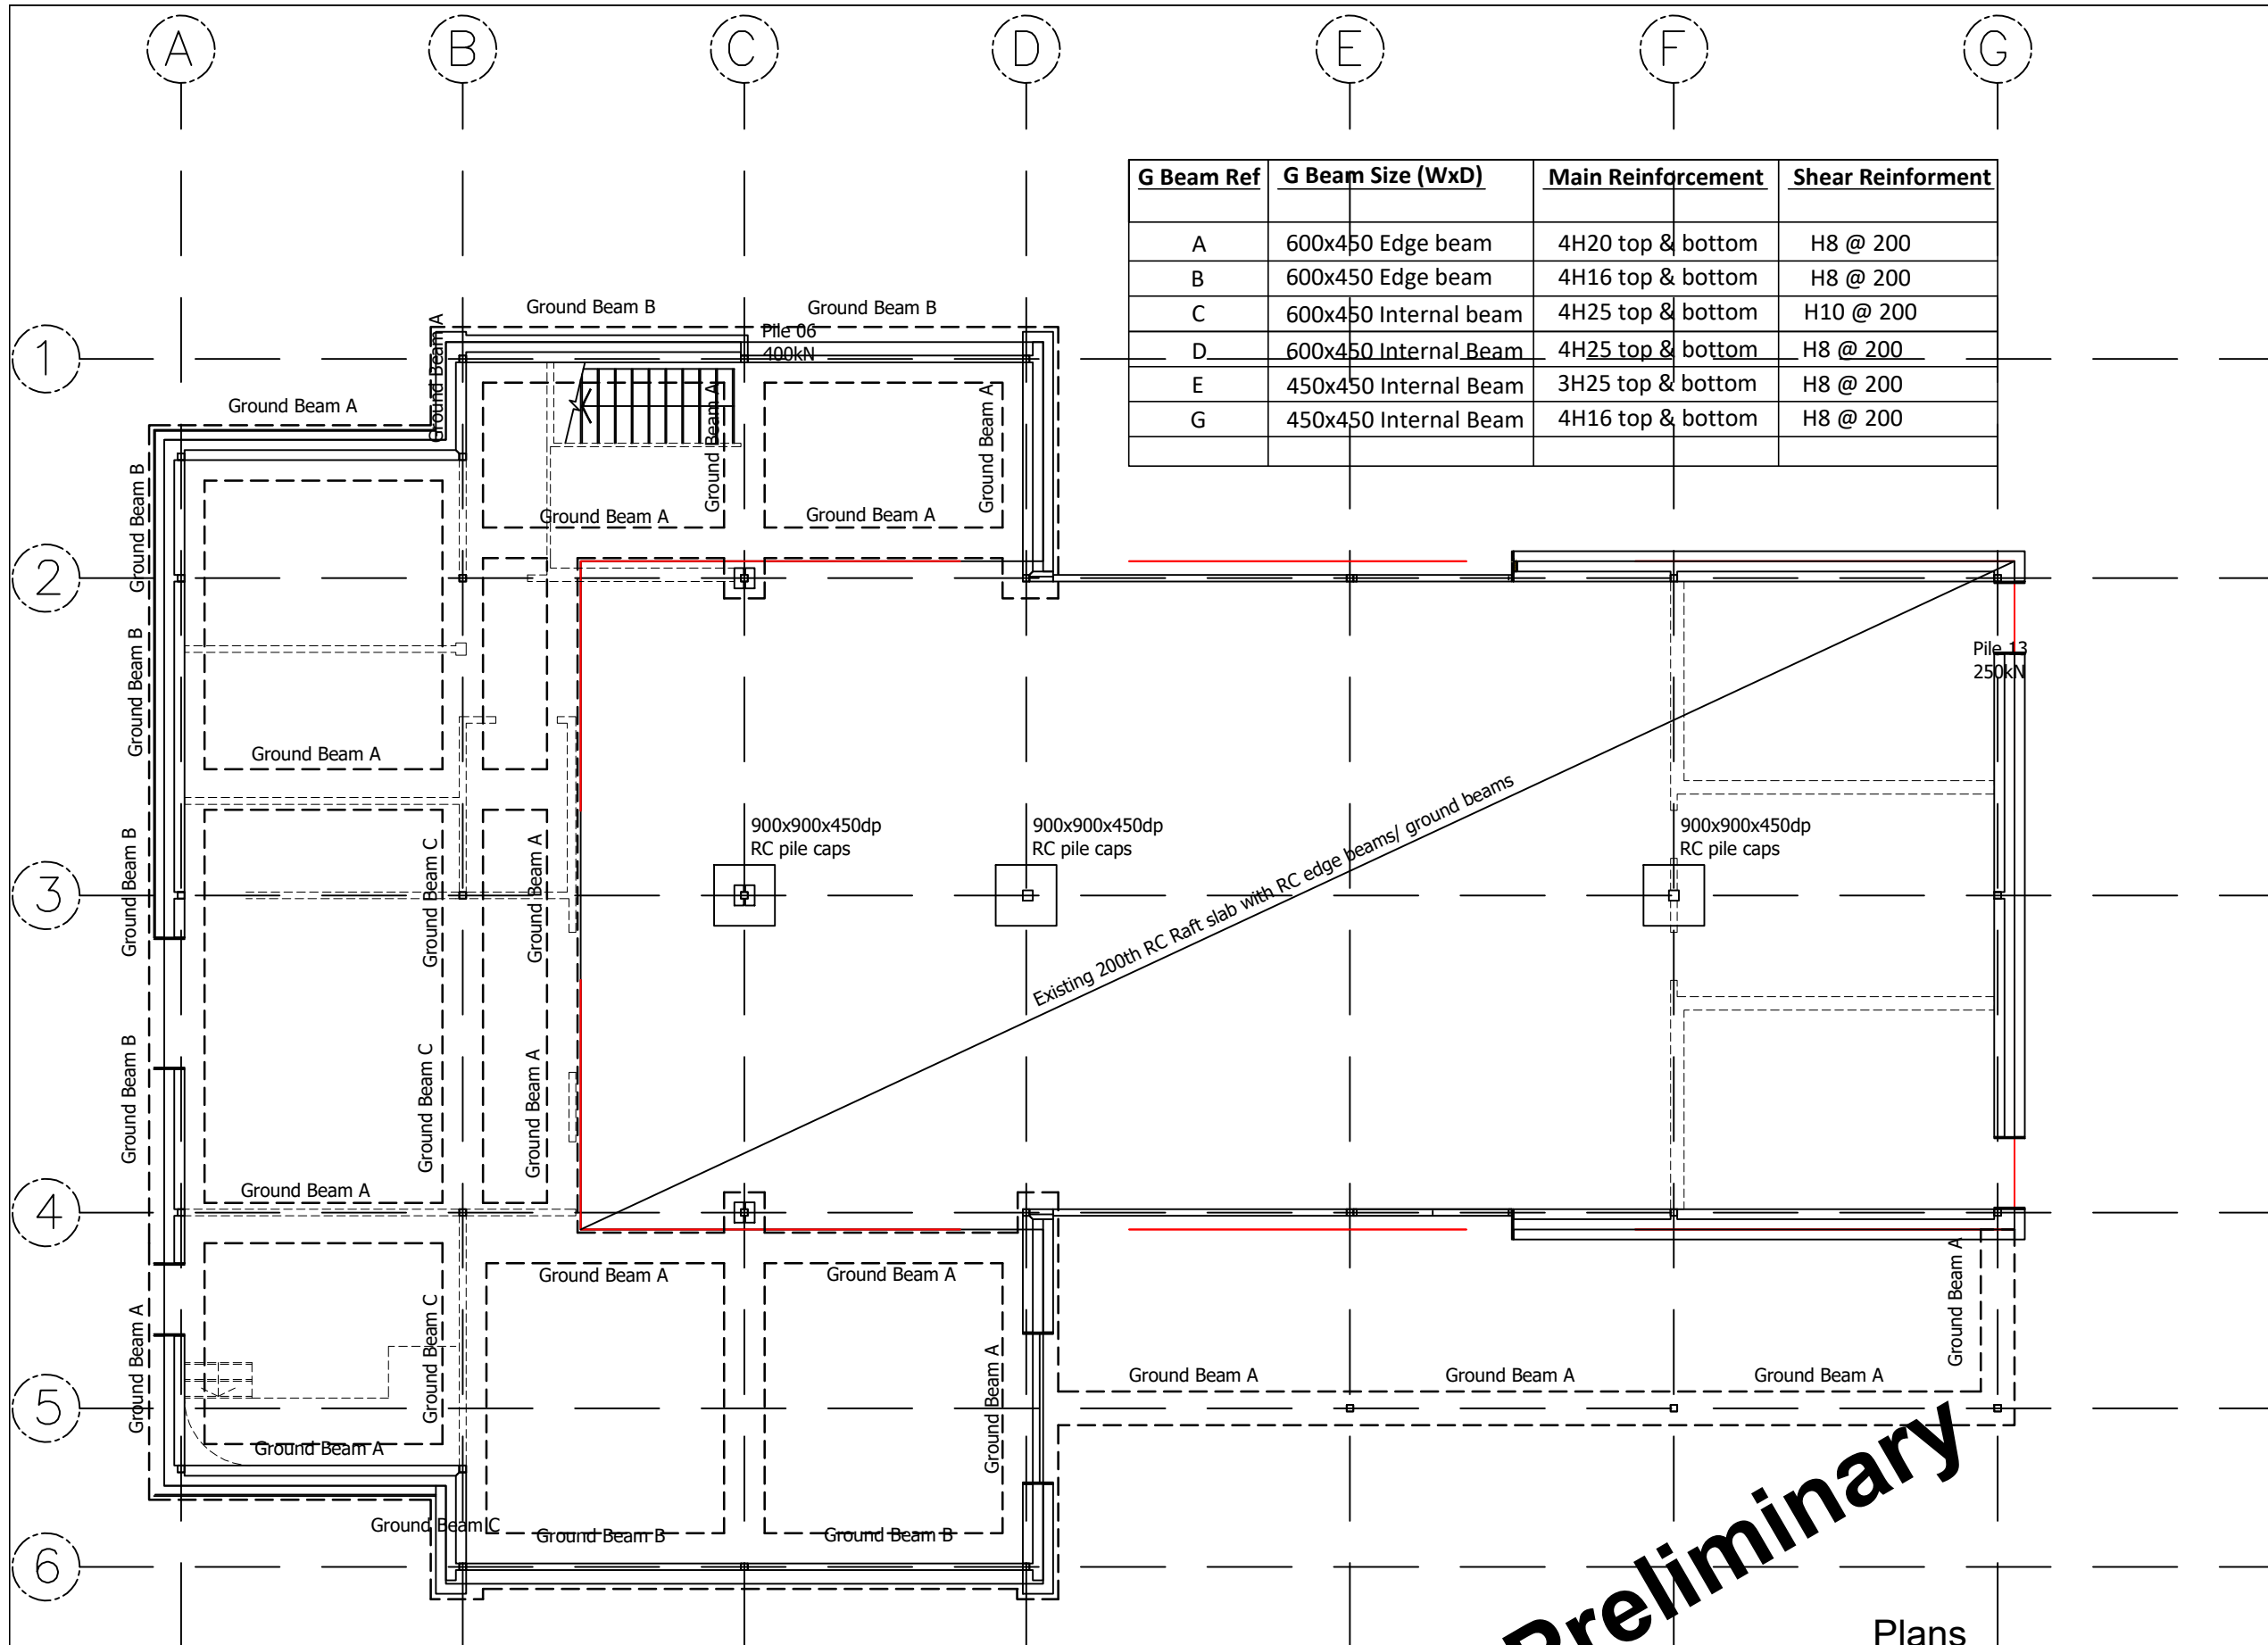 A B C D E F G
G Beam Ref G Beam Size (WxD) Main Reinforcement Shear Reinforment
A 600x450 Edge beam 4H20 top & bottom H8 @ 200
B 600x450 Edge beam 4H16 top & bottom H8 @ 200
C 600x450 Internal beam 4H25 top & bottom H10 @ 200
D 600x450 Internal Beam 4H25 top & bottom H8 @ 200
E 450x450 Internal Beam 3H25 top & bottom H8 @ 200
G 450x450 Internal Beam 4H16 top & bottom H8 @ 200
Ground Beam B
Ground Beam B
Pile 06
400kN
1
Ground Beam A
Ground Beam A
Ground Beam A
Ground Beam A
Ground Beam B
Ground Beam A
Ground Beam A
2
Ground Beam B
Pile 13
250kN
Ground Beam A
900x900x450dp
RC pile caps
900x900x450dp
RC pile caps
900x900x450dp
RC pile caps
Existing 200th RC Raft slab with RC edge beams/ ground beams
Ground Beam B
Ground Beam C
Ground Beam A
3
Ground Beam B
Ground Beam C
Ground Beam A
Ground Beam A
4
Ground Beam A
Ground Beam A
Ground Beam A
Ground Beam A
Ground Beam C
Ground Beam A
Ground Beam A
Ground Beam A
Ground Beam A
5
Ground Beam A
Ground Beam C
Ground Beam B
Ground Beam B
6
Preliminary
Plans